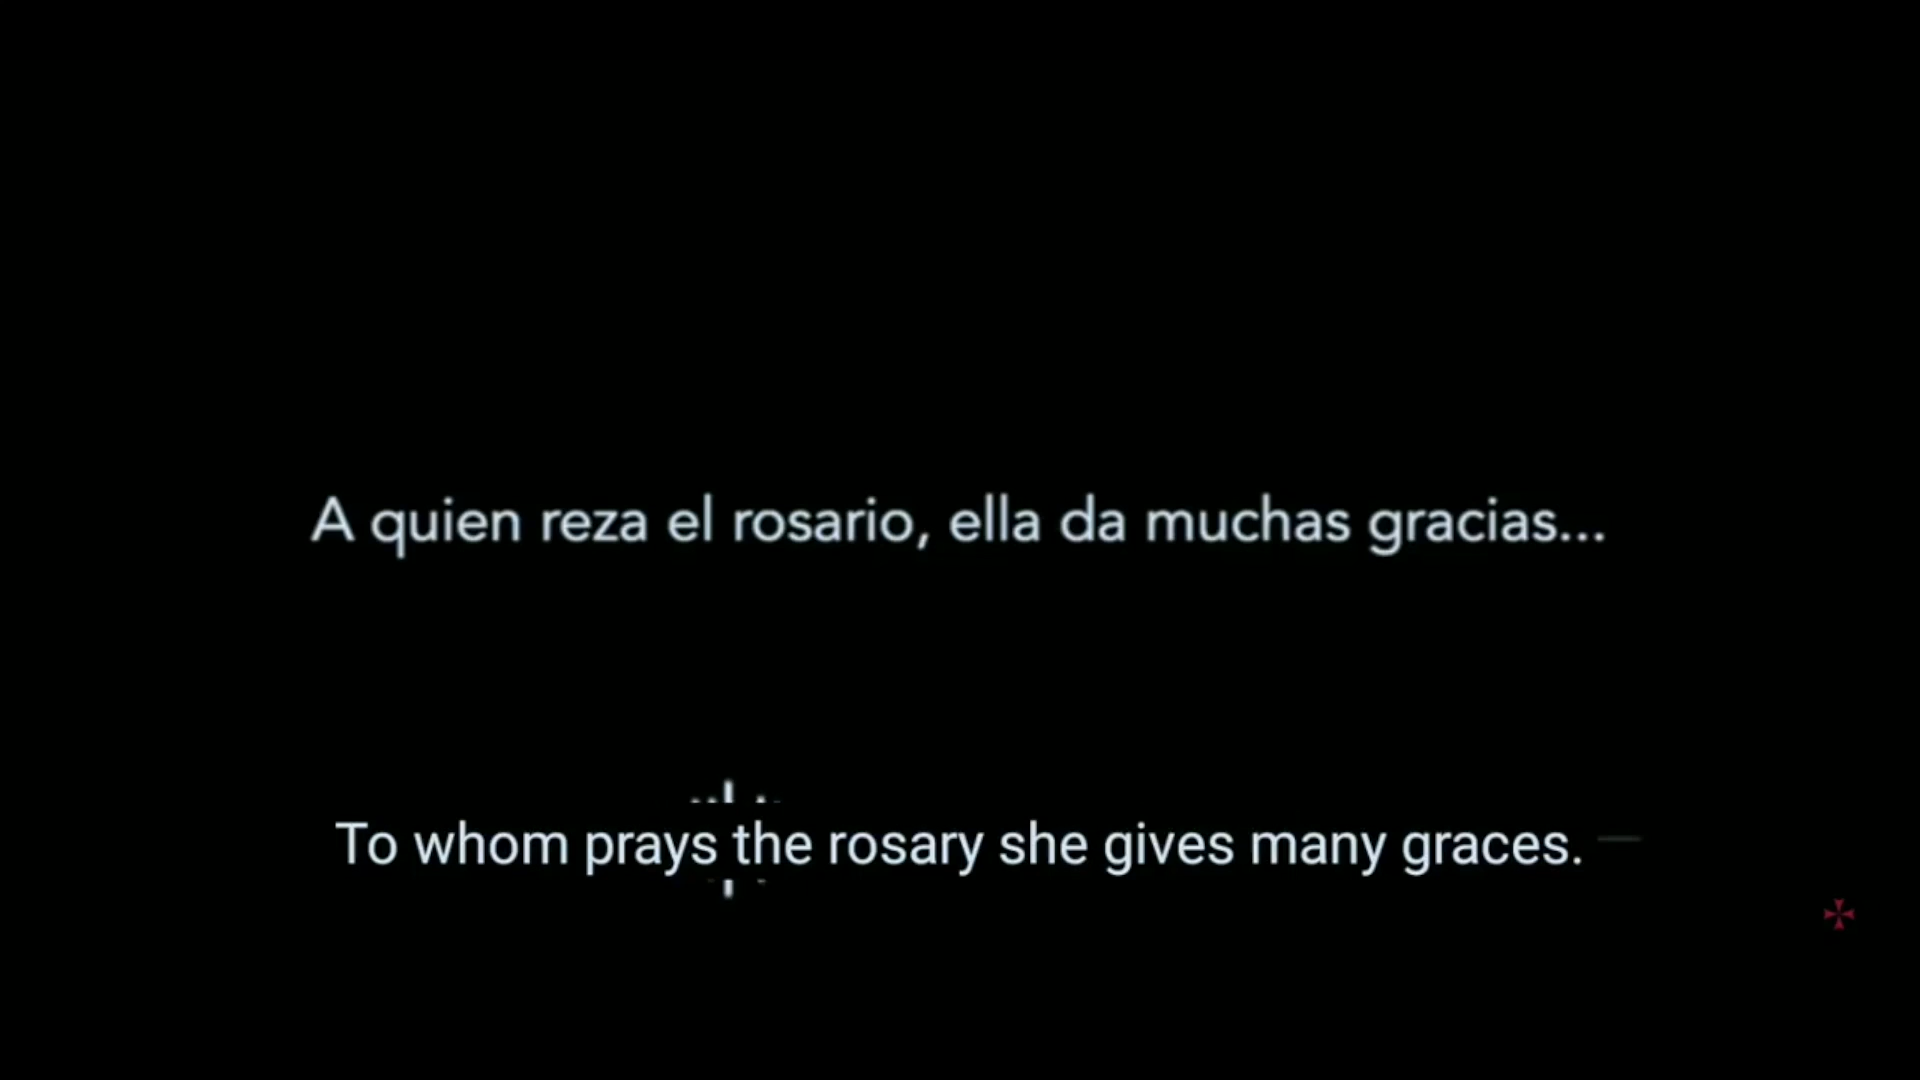 A quien reza el rosario, ella da muchas gracias...
To whom prays the rosary she gives many graces.